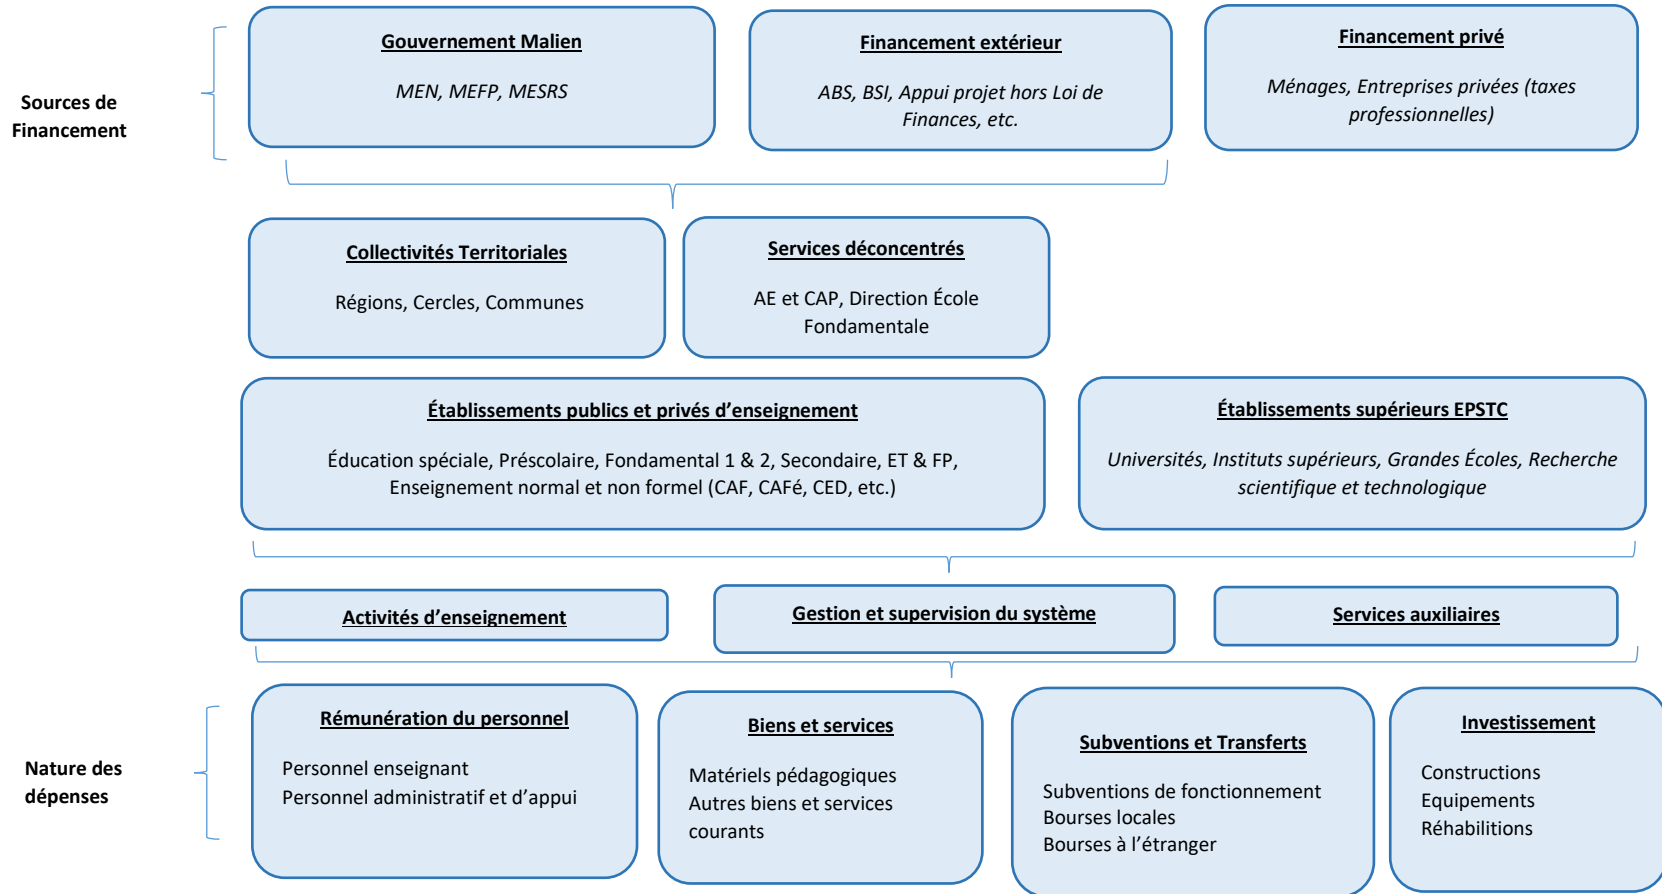 Sources de
Financement
Gouvernement Malien
MEN, MEFP, MESRS
Financement extérieur
ABS, BSI, Appui projet hors Loi de
Finances, etc.
Financement privé
Ménages, Entreprises privées (taxes
professionnelles)
Collectivités Territoriales
Régions, Cercles, Communes
Services déconcentrés
AE et CAP, Direction École
Fondamentale
Établissements publics et privés d’enseignement
Éducation spéciale, Préscolaire, Fondamental 1 & 2, Secondaire, ET & FP,
Enseignement normal et non formel (CAF, CAFé, CED, etc.)
Établissements supérieurs EPSTC
Universités, Instituts supérieurs, Grandes Écoles, Recherche
scientifique et technologique
Activités d’enseignement
Gestion et supervision du système
Services auxiliaires
Nature des
dépenses
Rémunération du personnel
Personnel enseignant
Personnel administratif et d’appui
Biens et services
Matériels pédagogiques
Autres biens et services
courants
Subventions et Transferts
Subventions de fonctionnement
Bourses locales
Bourses à l’étranger
Investissement
Constructions
Equipements
Réhabilitions